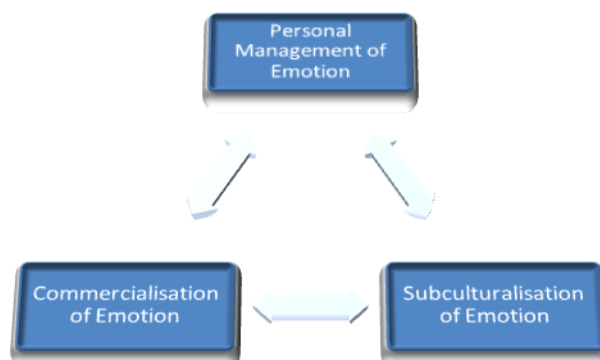 Personal
Management of
Emotion
Commercialisation
of Emotion
Subculturalisation
of Emotion